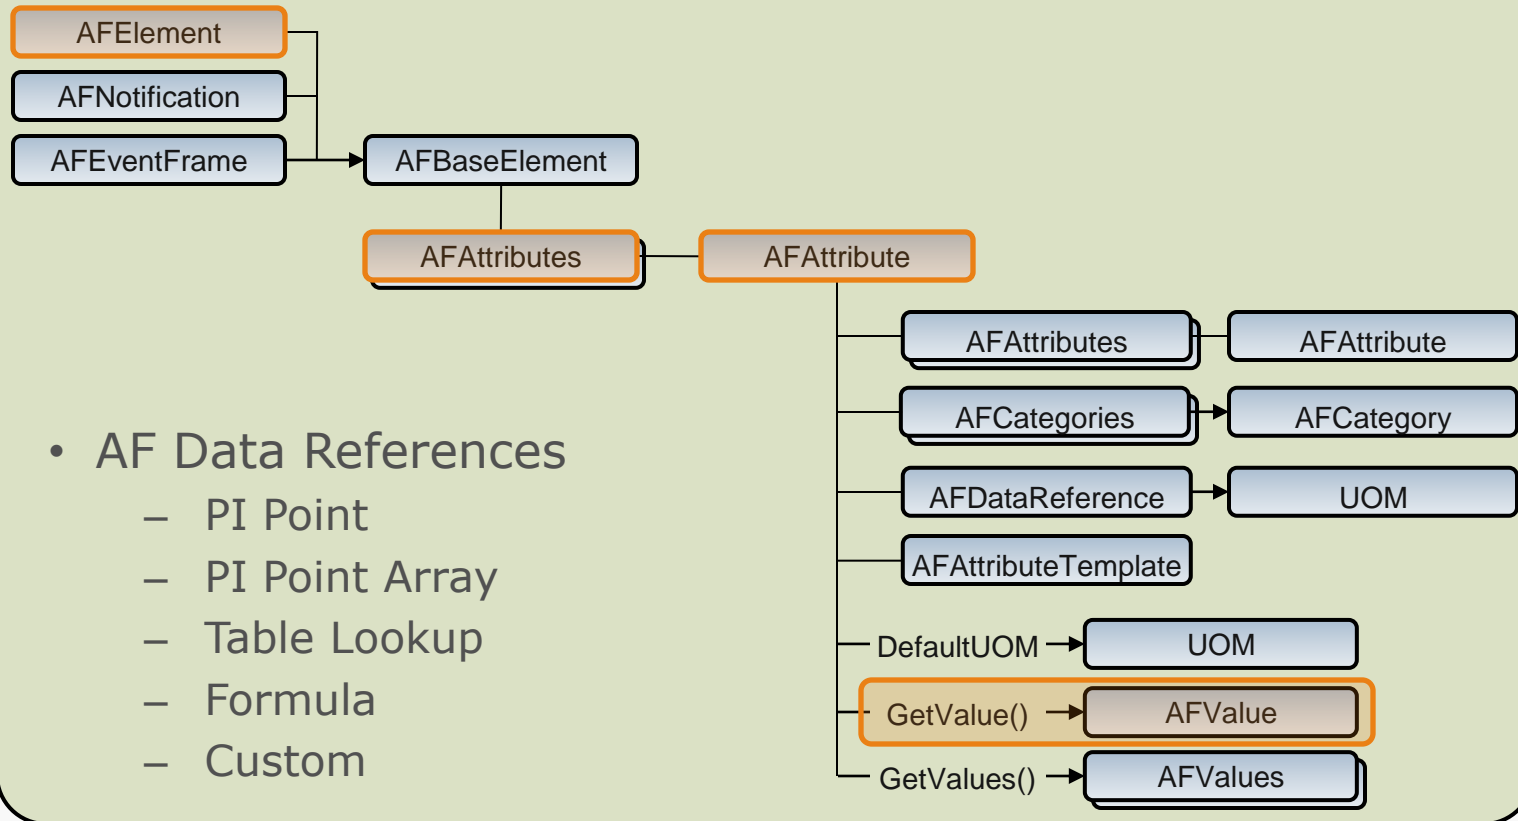 AFElement
AFNotification
AFEventFrame
AFBaseElement
AFAttributes
AFAttribute
AFAttributes
AFAttribute
AFCategories
AFCategory
AFDataReference
UOM
AFAttributeTemplate
DefaultUOM
UOM
GetValue()
AFValue
GetValues()
AFValues
• AF Data References
– PI Point
– PI Point Array
– Table Lookup
– Formula
– Custom